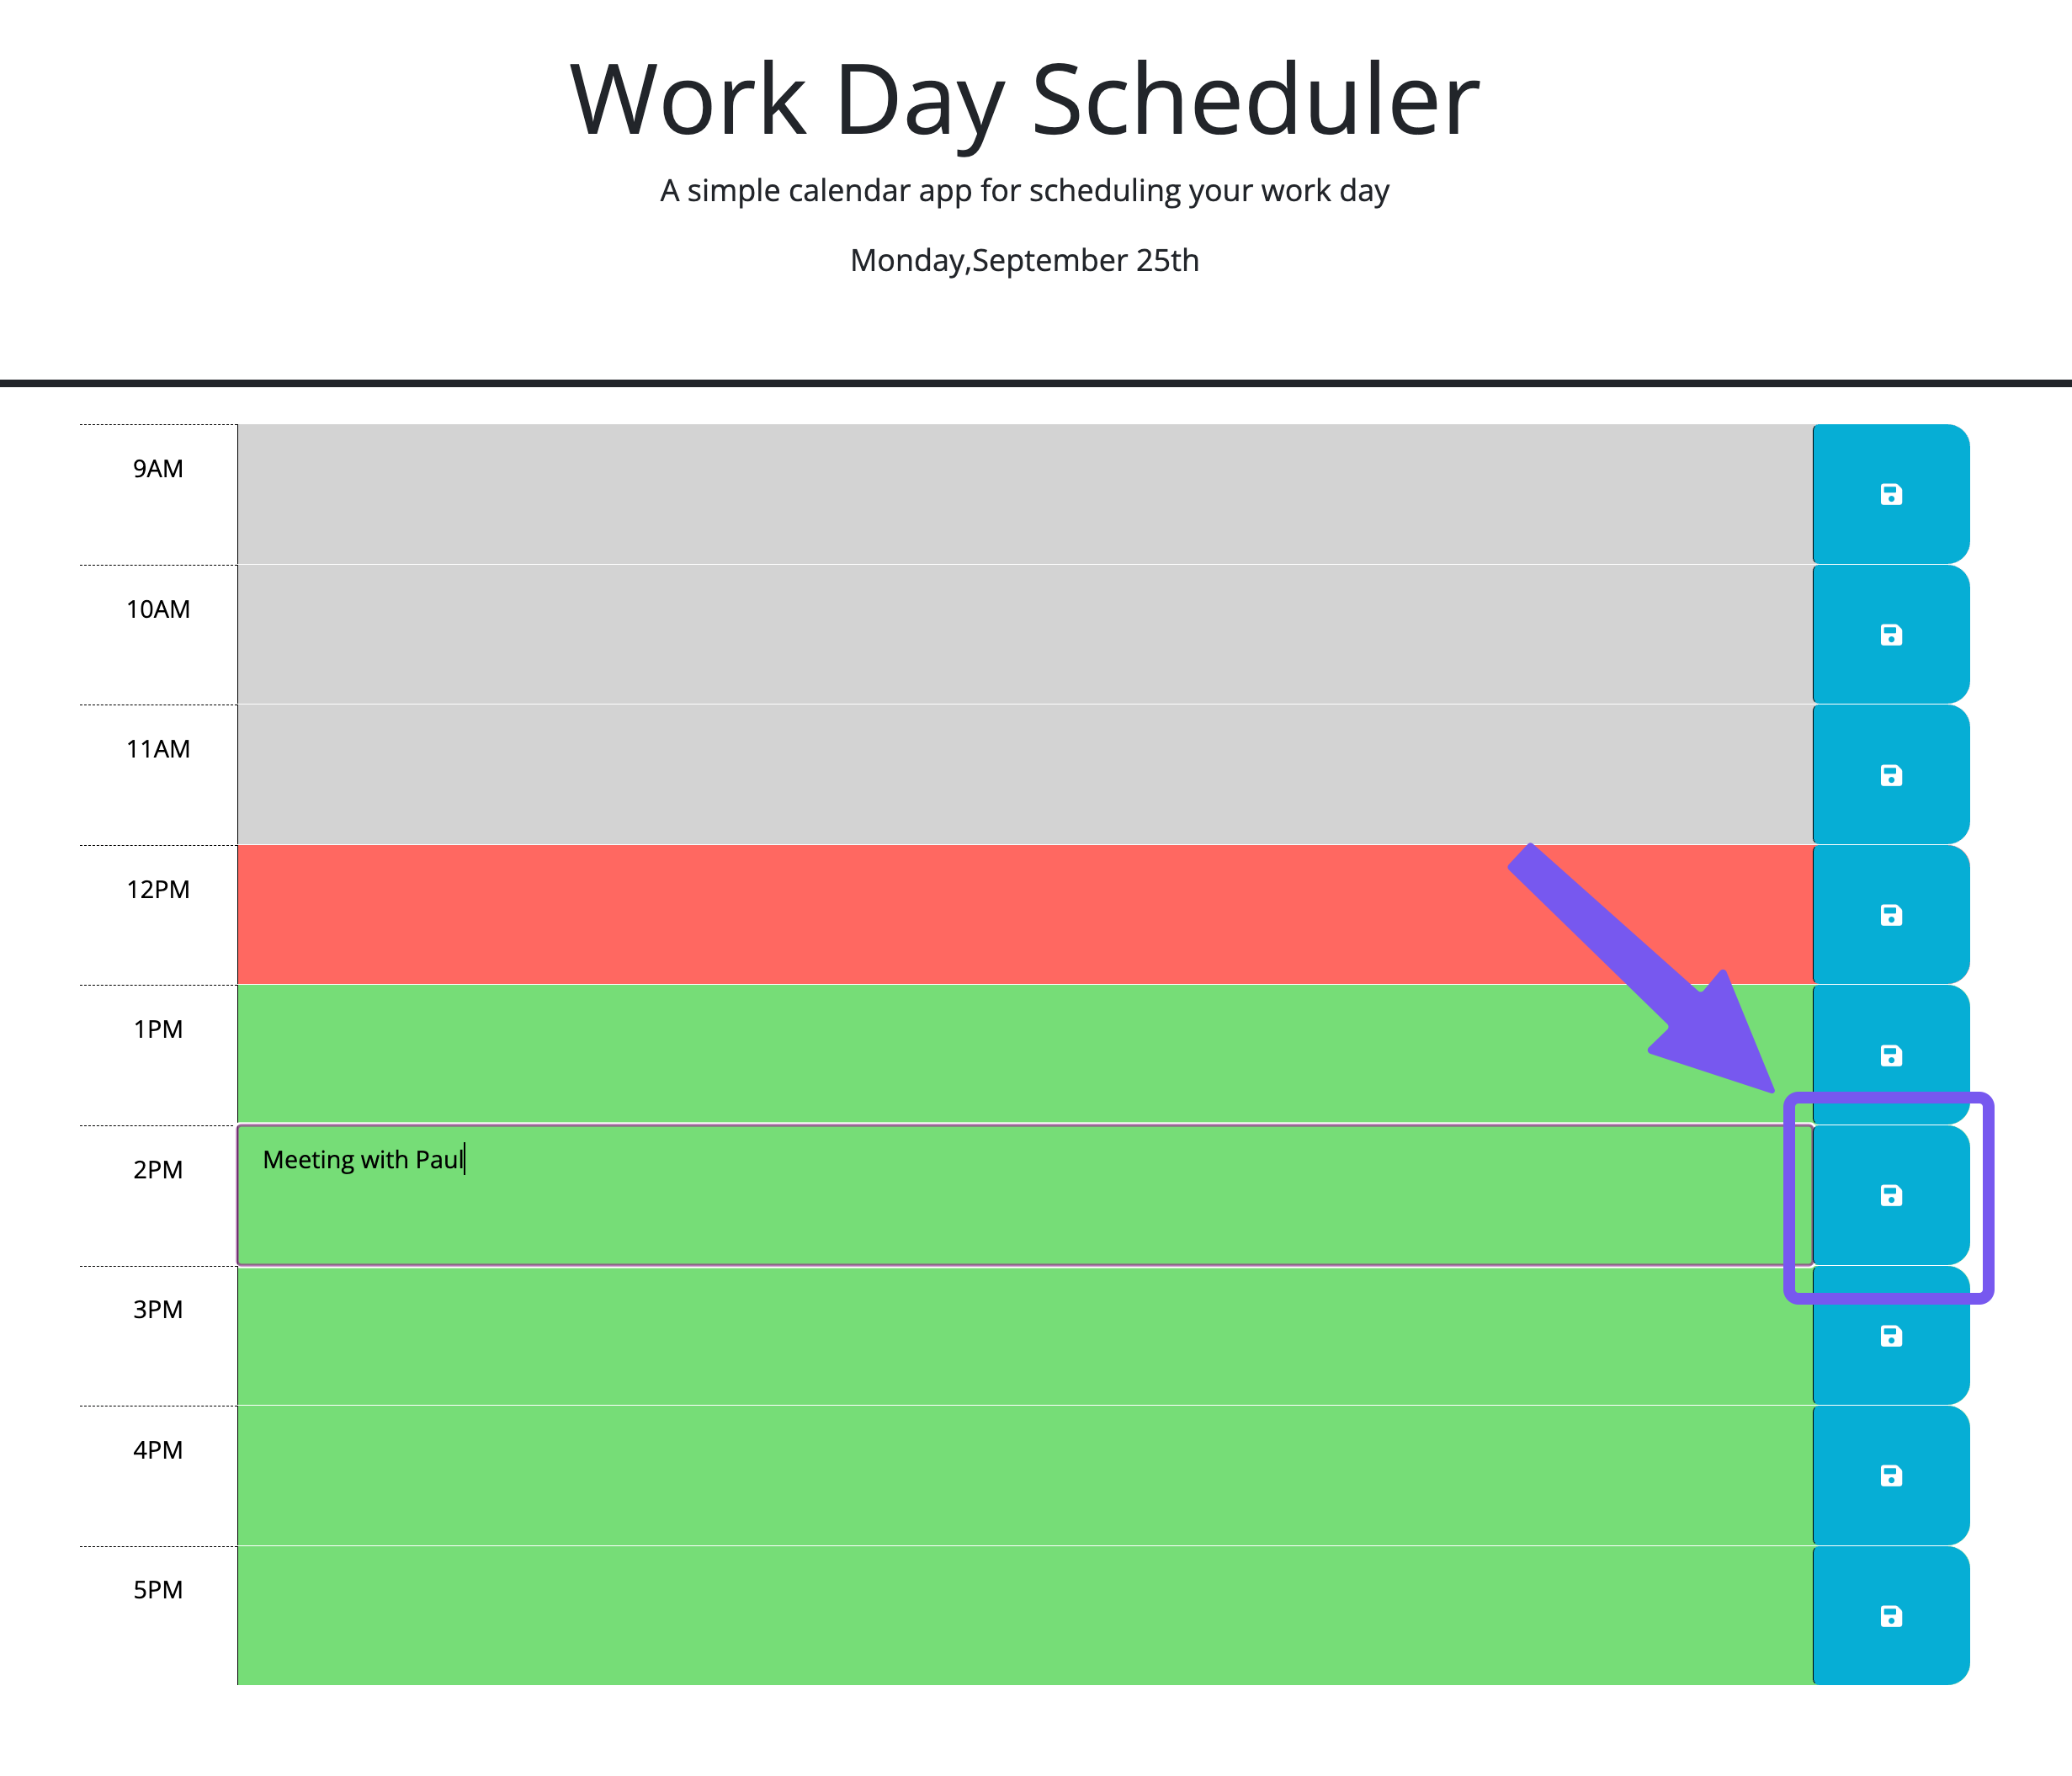 Work Day Scheduler
A simple calendar app for scheduling your work day
Monday,September 25th
9AM
10AM
11AM
12PM
1PM
2PM
Meeting with Paul
3PM
4PM
5PM